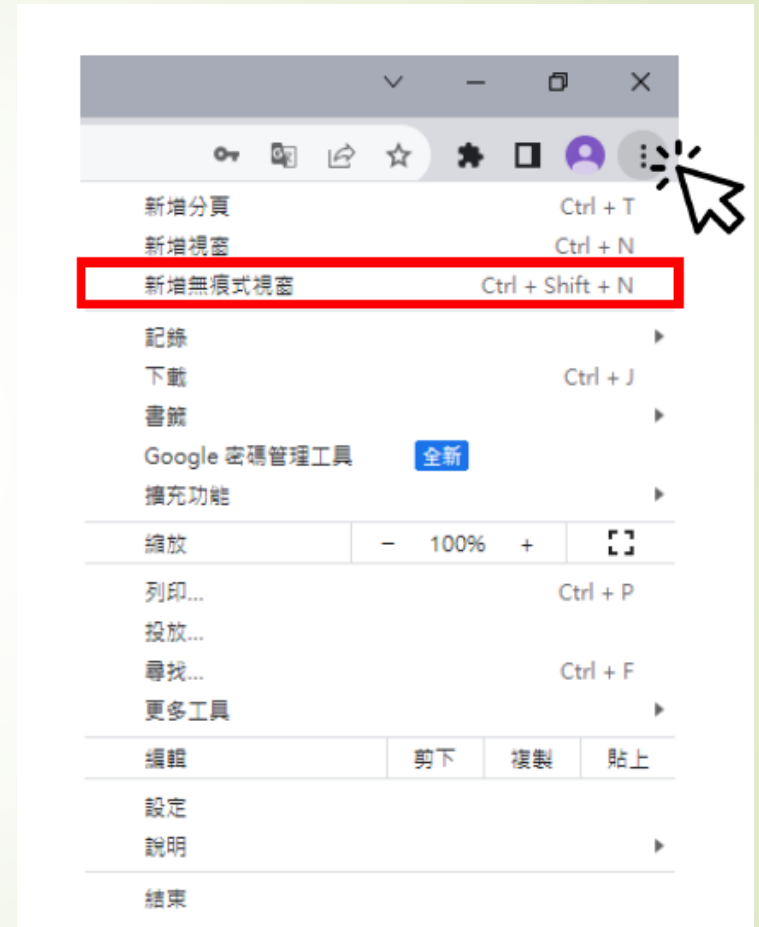 新增分頁 Ctrl + T
新增視窗 Ctrl + N
新增無痕式視窗 Ctrl + Shift + N
記錄
下載 Ctrl + J
書籤
Google 密碼管理工具 全新
擴充功能
縮放 - 100% +
列印... Ctrl + P
投放...
尋找... Ctrl + F
更多工具
編輯 剪下 複製 貼上
設定
說明
結束